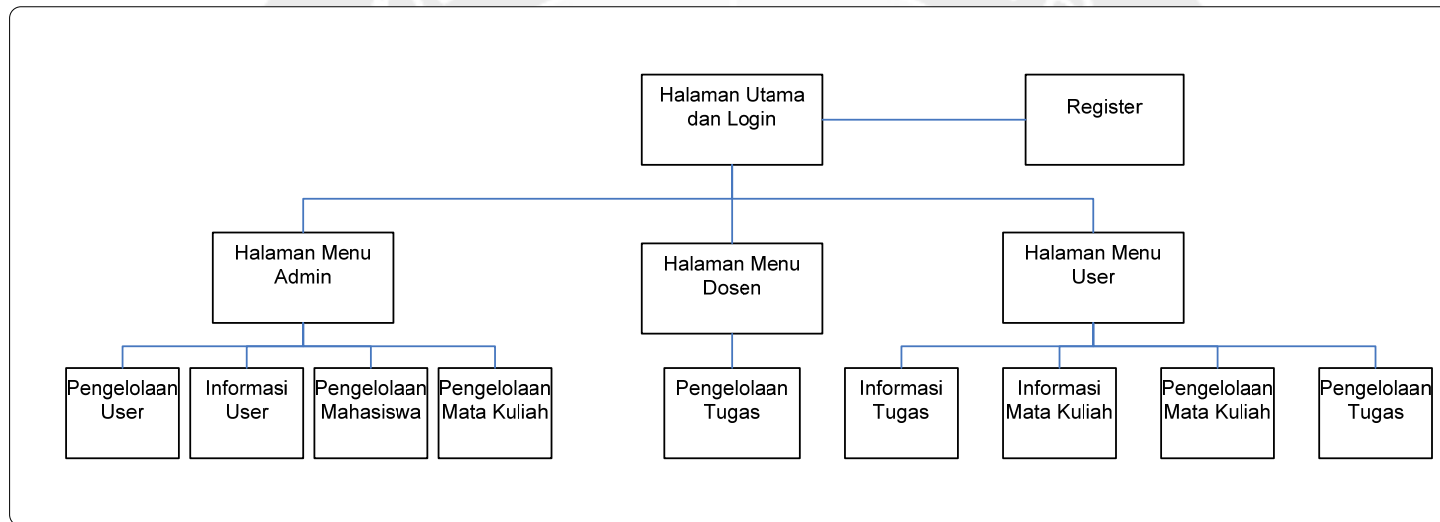 Halaman Utama
dan Login
Register
Halaman Menu
Admin
Halaman Menu
Dosen
Halaman Menu
User
Pengelolaan
User
Informasi
User
Pengelolaan
Mahasiswa
Pengelolaan
Mata Kuliah
Pengelolaan
Tugas
Informasi
Tugas
Informasi
Mata Kuliah
Pengelolaan
Mata Kuliah
Pengelolaan
Tugas